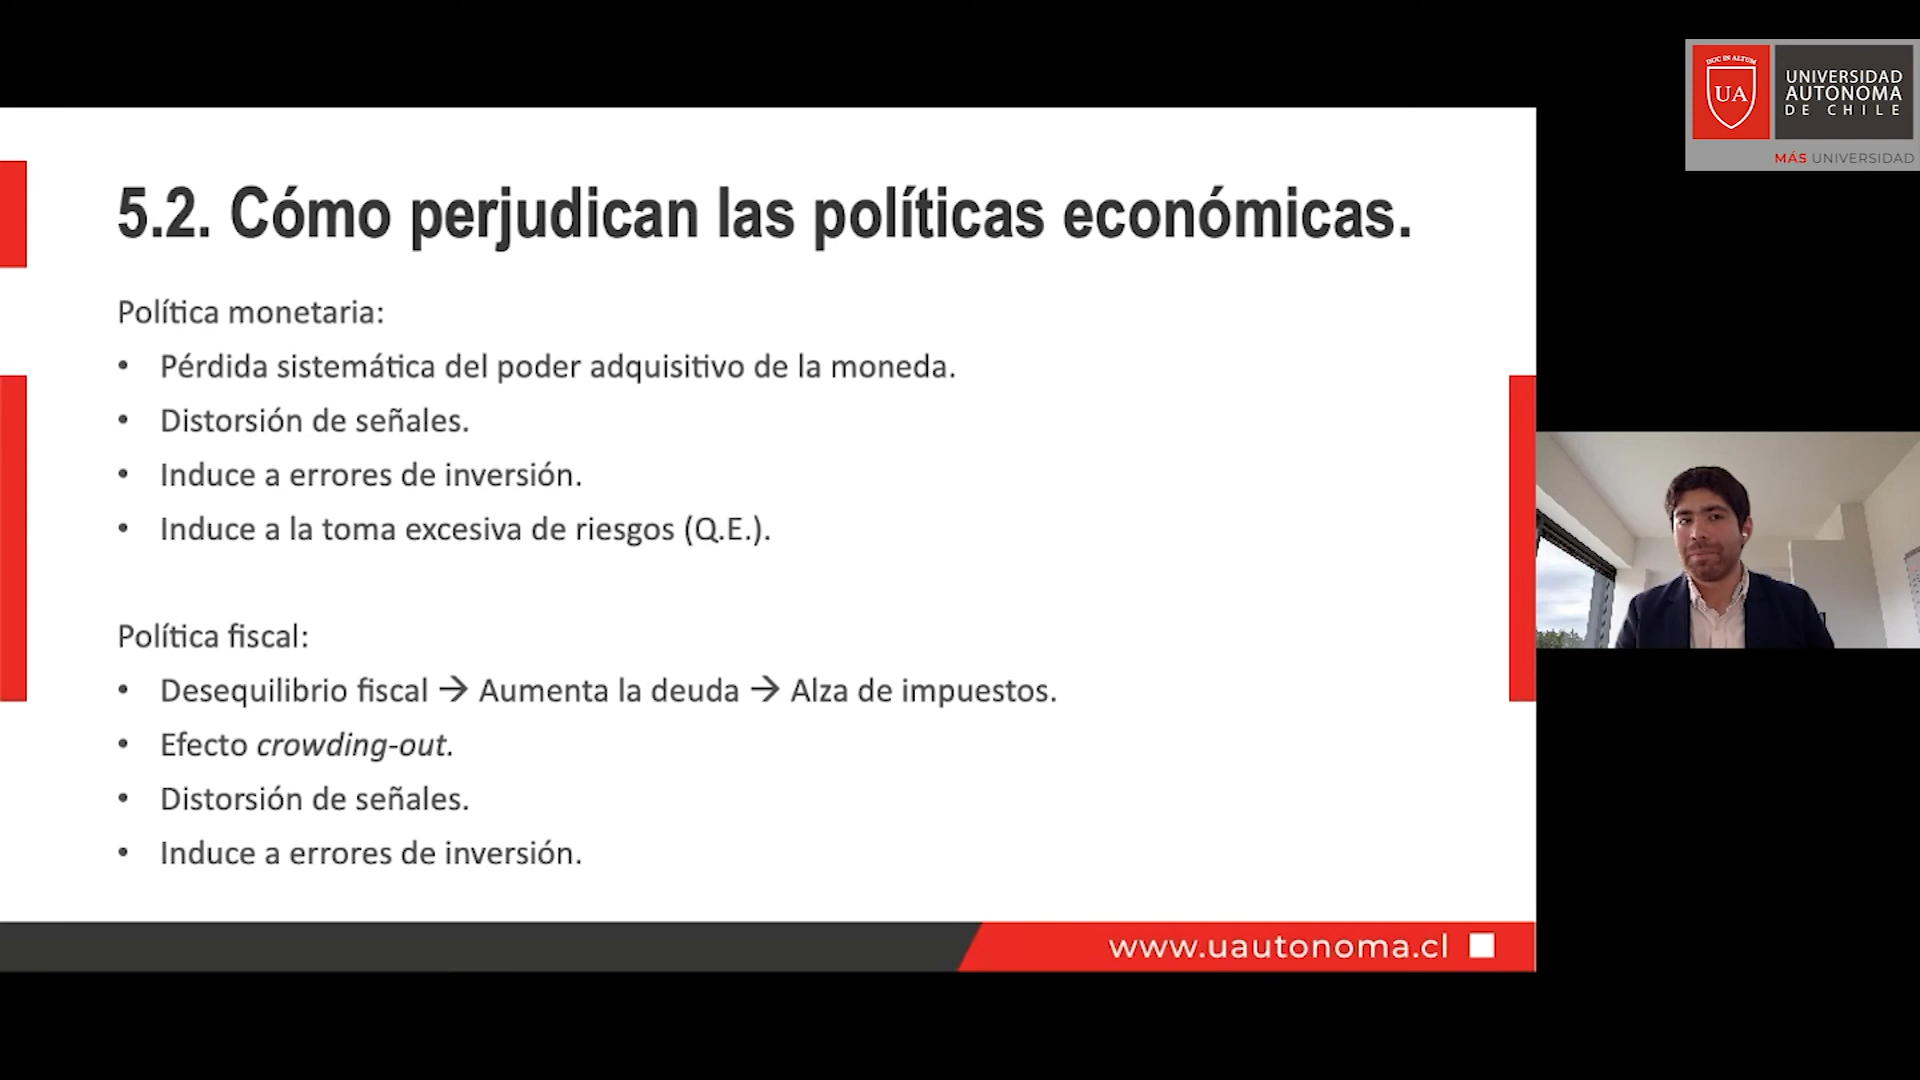 DOC IN ALTUM
UA
UNIVERSIDAD
AUTONOMA
DE CHILE
MÁS UNIVERSIDAD
5.2. Cómo perjudican las políticas económicas.
Política monetaria:
• Pérdida sistemática del poder adquisitivo de la moneda.
• Distorsión de señales.
• Induce a errores de inversión.
• Induce a la toma excesiva de riesgos (Q.E.).
Política fiscal:
• Desequilibrio fiscal → Aumenta la deuda → Alza de impuestos.
• Efecto crowding-out.
• Distorsión de señales.
• Induce a errores de inversión.
www.uautonoma.cl